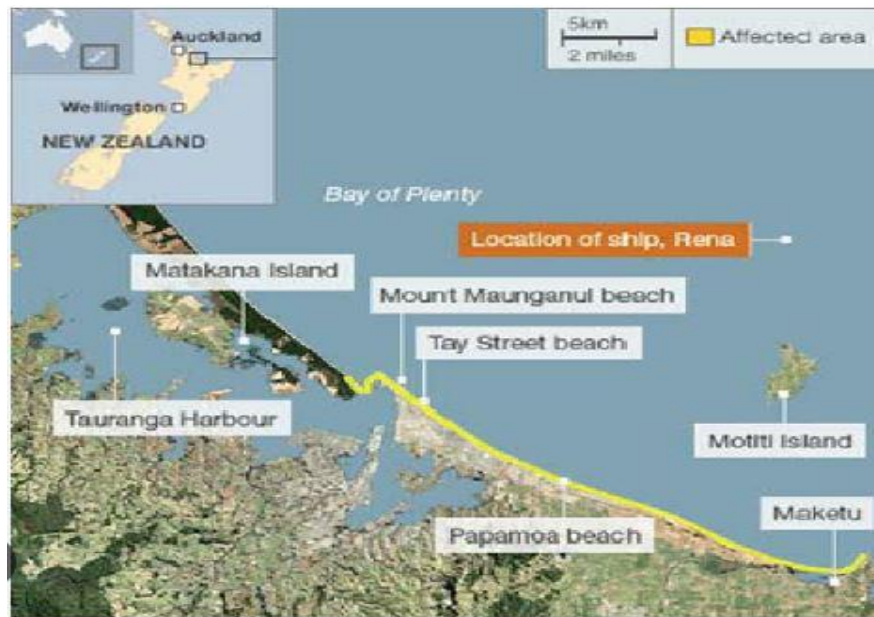 Auckland
Wellington
NEW ZEALAND
5km
2 miles
Affected area
Bay of Plenty
Location of ship, Rena
Matakana Island
Mount Maunganui beach
Tay Street beach
Tauranga Harbour
Motiti Island
Maketu
Papamoa beach